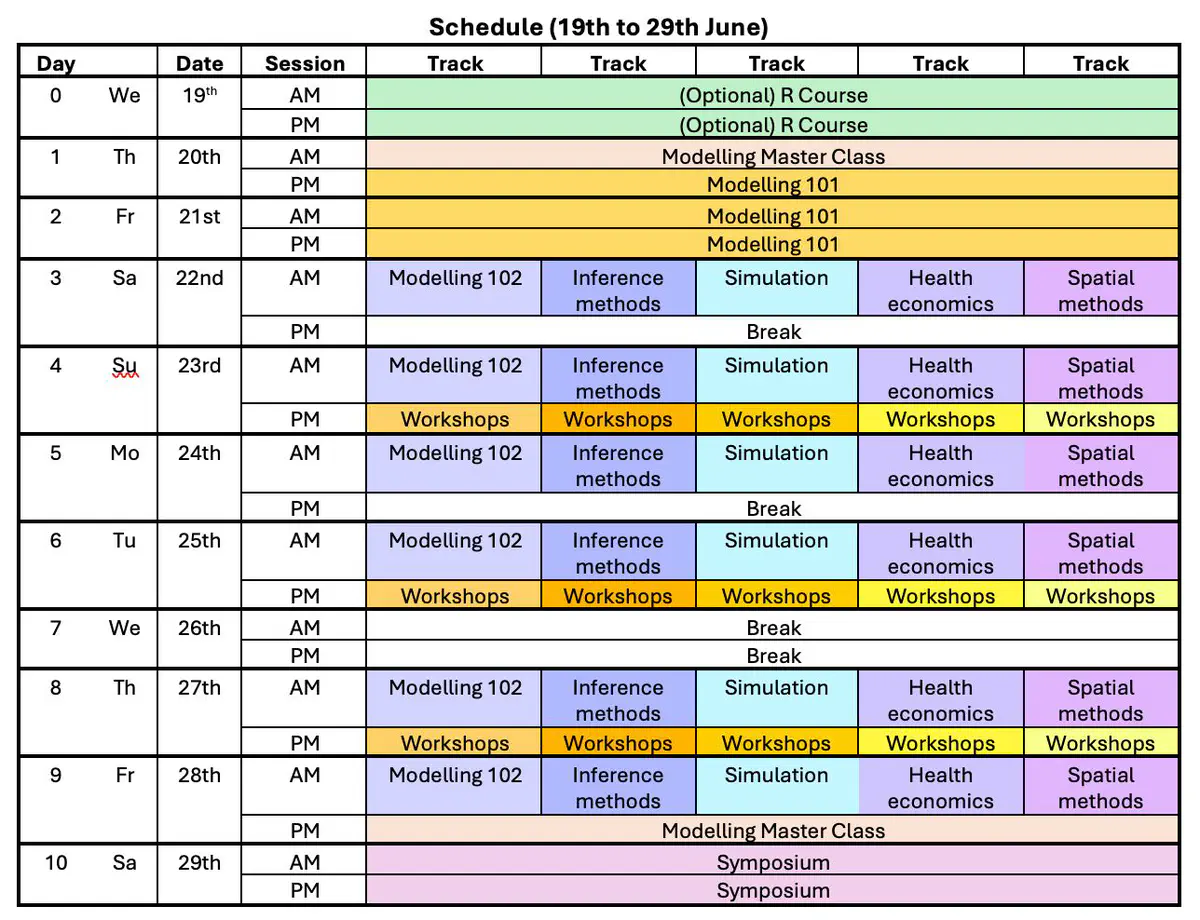 Schedule (19th to 29th June)
Day Date Session Track Track Track Track Track
0 We 19th AM (Optional) R Course
PM (Optional) R Course
1 Th 20th AM Modelling Master Class
PM Modelling 101
2 Fr 21st AM Modelling 101
PM Modelling 101
3 Sa 22nd AM Modelling 102 Inference Simulation Health Spatial
methods economics methods
PM Break
4 Su 23rd AM Modelling 102 Inference Simulation Health Spatial
methods economics methods
PM Workshops Workshops Workshops Workshops Workshops
5 Mo 24th AM Modelling 102 Inference Simulation Health Spatial
methods economics methods
PM Break
6 Tu 25th AM Modelling 102 Inference Simulation Health Spatial
methods economics methods
PM Workshops Workshops Workshops Workshops Workshops
7 We 26th AM Break
PM Break
8 Th 27th AM Modelling 102 Inference Simulation Health Spatial
methods economics methods
PM Workshops Workshops Workshops Workshops Workshops
9 Fr 28th AM Modelling 102 Inference Simulation Health Spatial
methods economics methods
PM Modelling Master Class
10 Sa 29th AM Symposium
PM Symposium